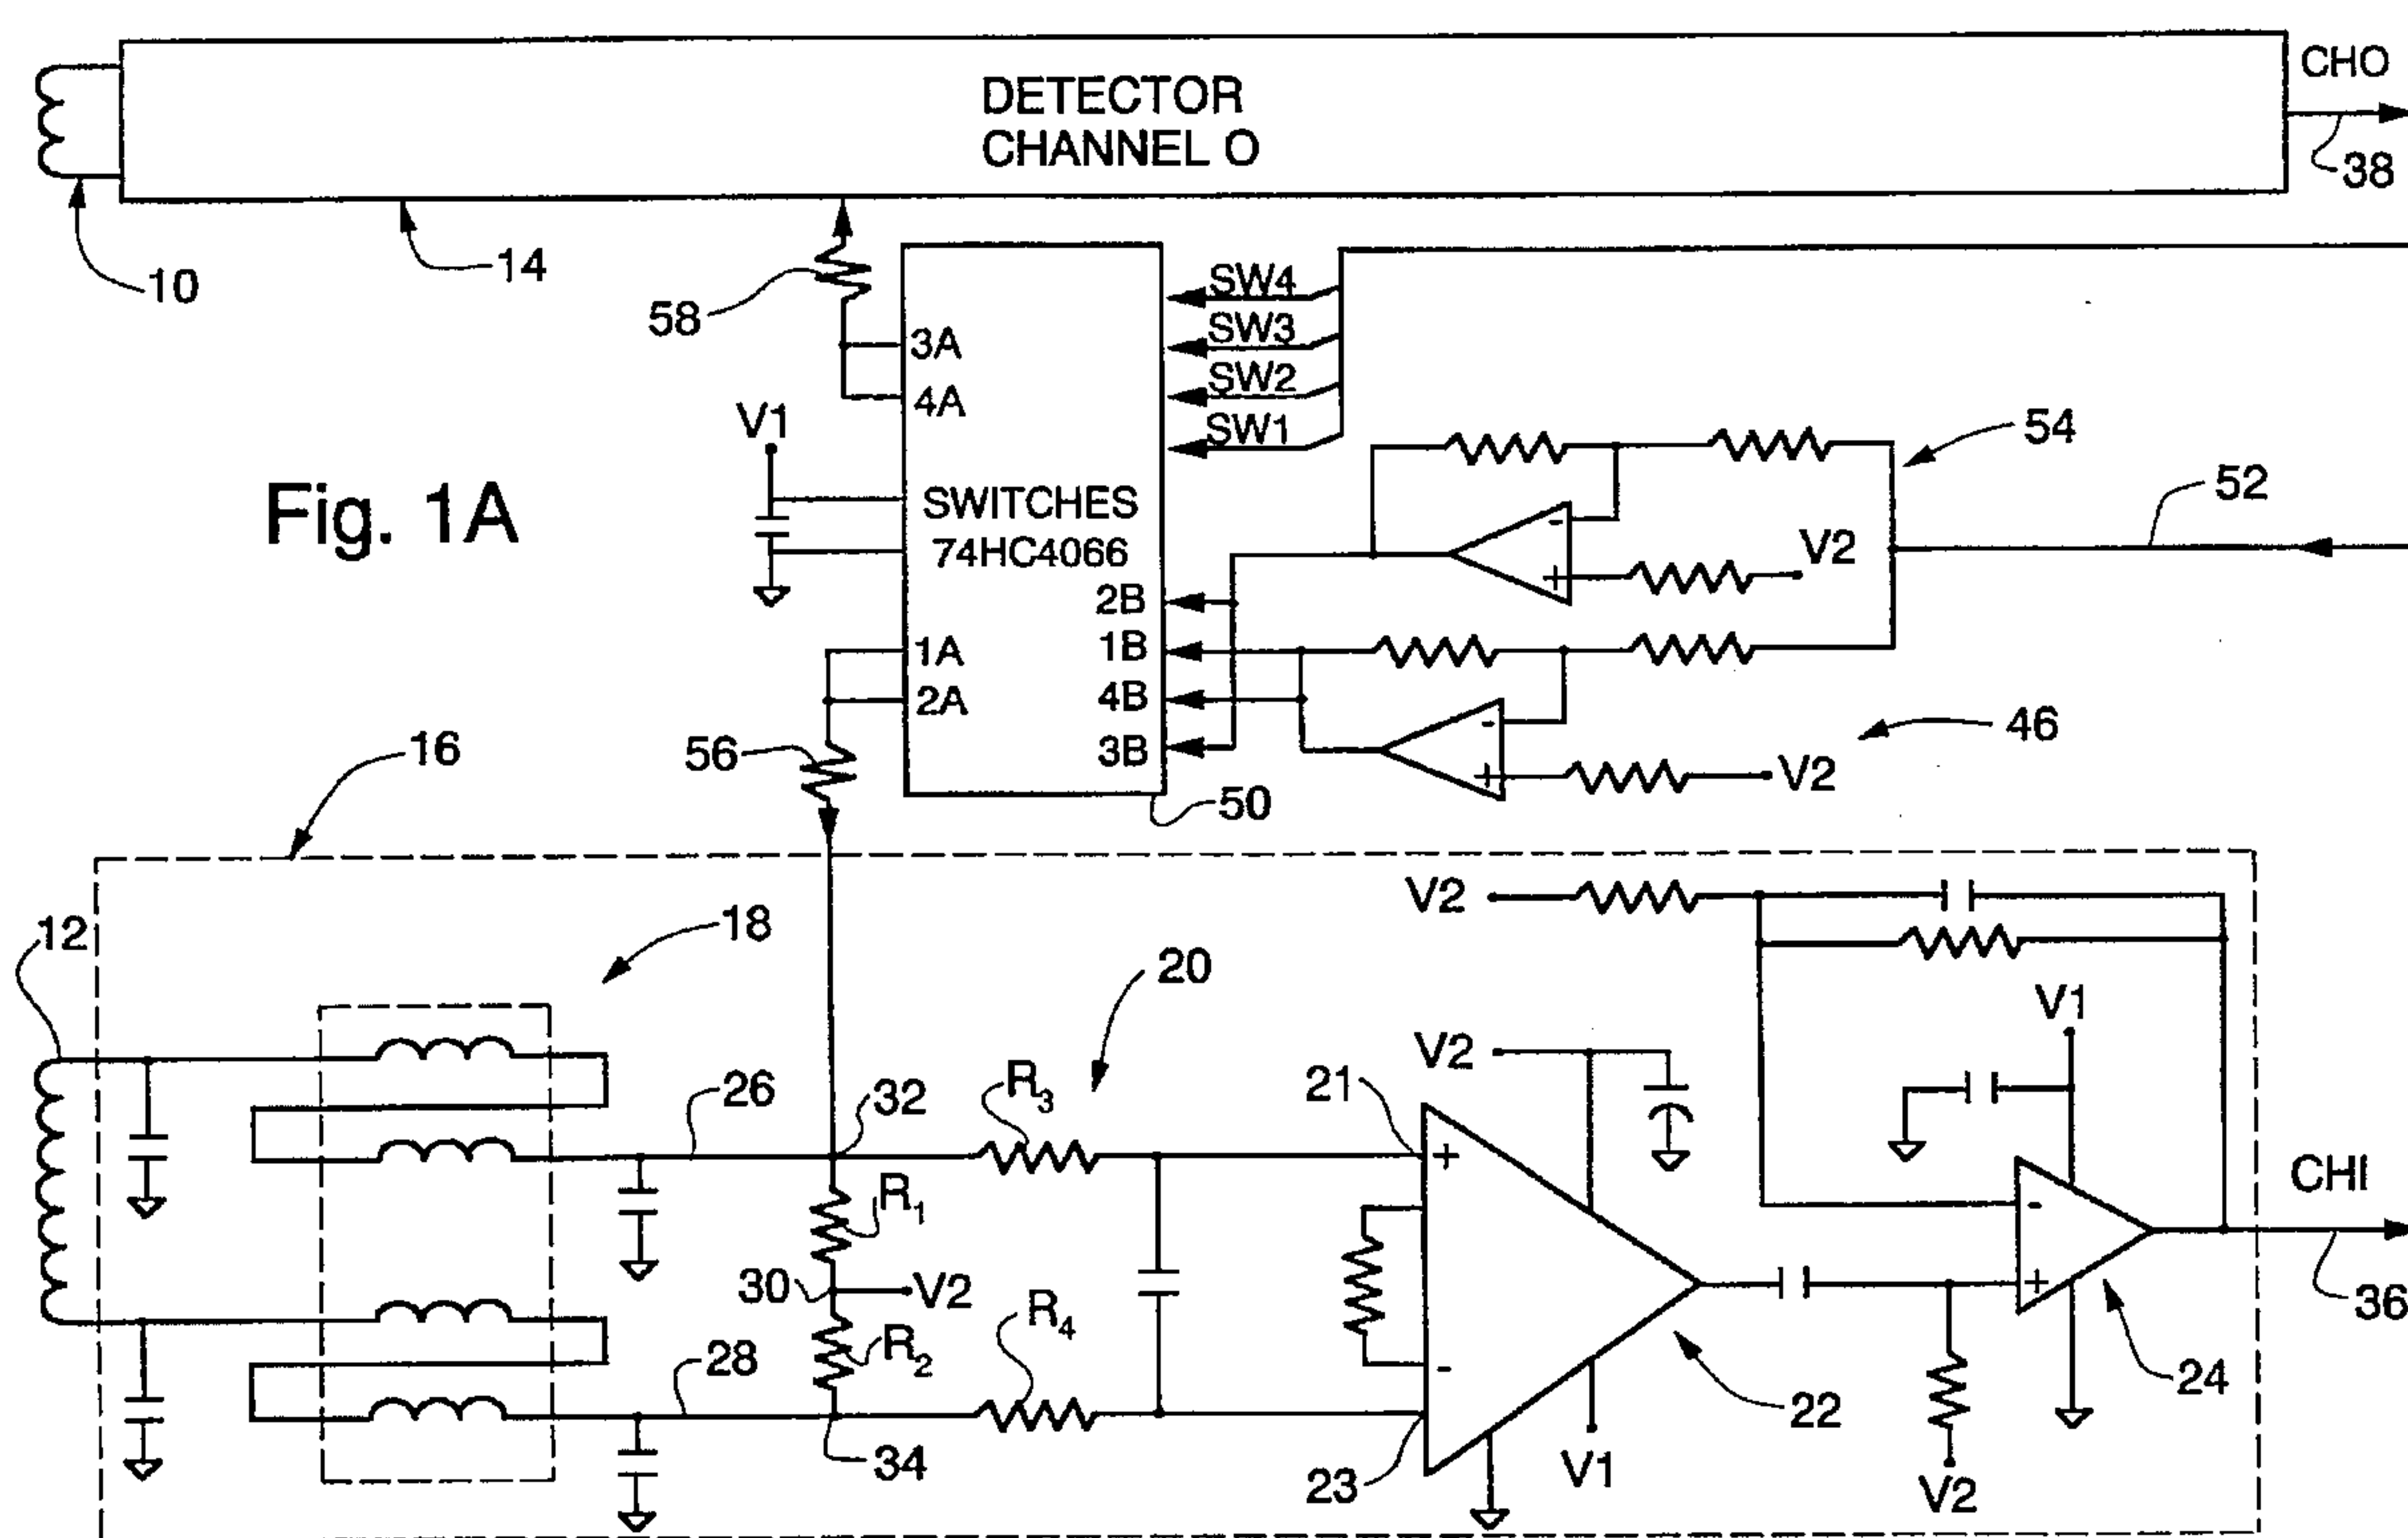 DETECTOR
CHANNEL O
CHO
38
10
14
58
3A
4A
SW4
SW3
SW2
SW1
V1
54
52
Fig. 1A
SWITCHES
74HC4066
V2
2B
1B
4B
3B
1A
2A
46
V2
56
50
16
12
18
20
V2
V1
26
32
R3
21
V2
R1
CHI
30
V2
R4
36
28
R2
22
24
34
23
V1
V2
+
-
+
-
+
-
-
+